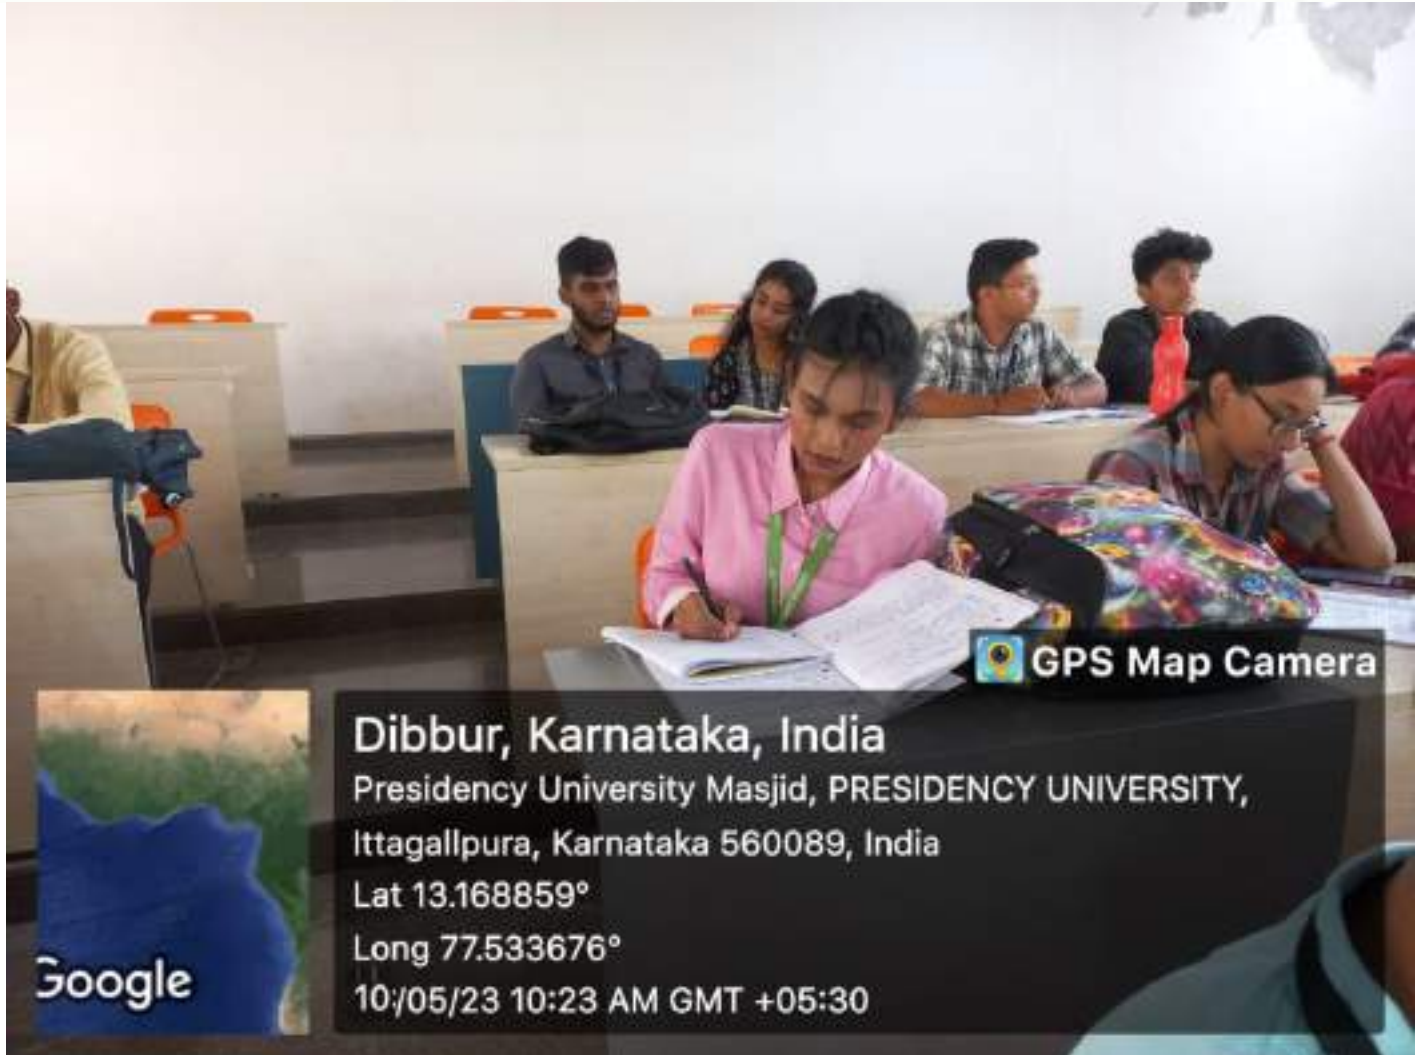 GPS Map Camera
Dibbur, Karnataka, India
Presidency University Masjid, PRESIDENCY UNIVERSITY,
Ittagallpura, Karnataka 560089, India
Lat 13.168859°
Long 77.533676°
10/05/23 10:23 AM GMT +05:30
Google